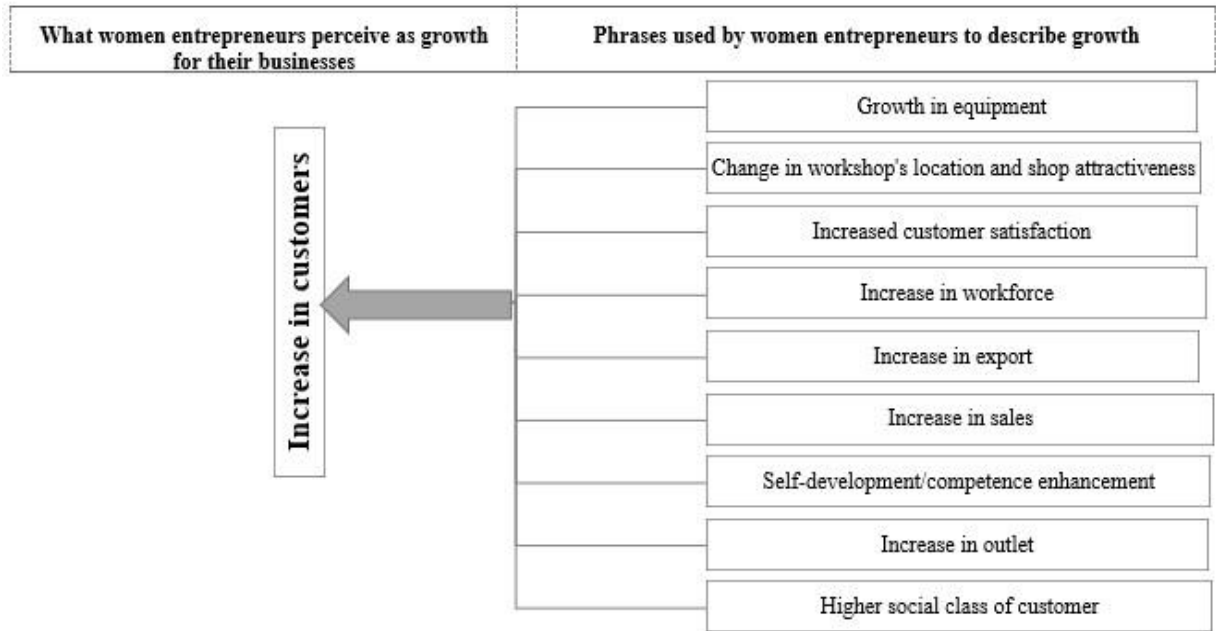 What women entrepreneurs perceive as growth
for their businesses
Phrases used by women entrepreneurs to describe growth
Increase in customers
Growth in equipment
Change in workshop's location and shop attractiveness
Increased customer satisfaction
Increase in workforce
Increase in export
Increase in sales
Self-development/competence enhancement
Increase in outlet
Higher social class of customer